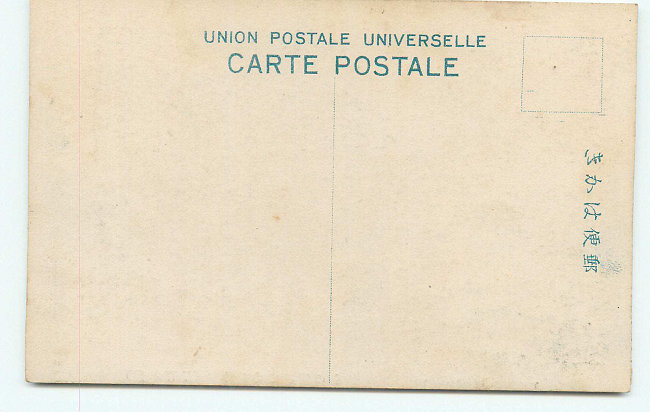 UNION POSTALE UNIVERSELLE
CARTE POSTALE
きかは便郵